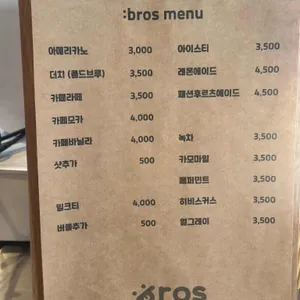 :bros menu
아메리카노 3,000
더치 (콜드브루) 3,500
카페라떼 3,500
카페모카 4,000
카페바닐라 4,000
샷추가 500
밀크티 4,000
버블추가 500
아이스티 3,500
레몬에이드 4,500
패션후르츠에이드 4,500
녹차 3,500
카모마일 3,500
페퍼민트 3,500
히비스커스 3,500
얼그레이 3,500
bros